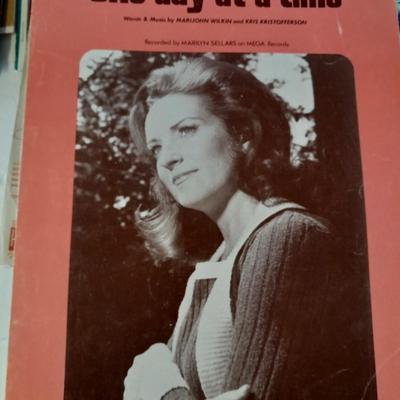 One day at a time
Words & Music by MARIJOHN WILKIN and KRIS KRISTOFFERSON
Recorded by MARILYN SELLARS on MEGA Records